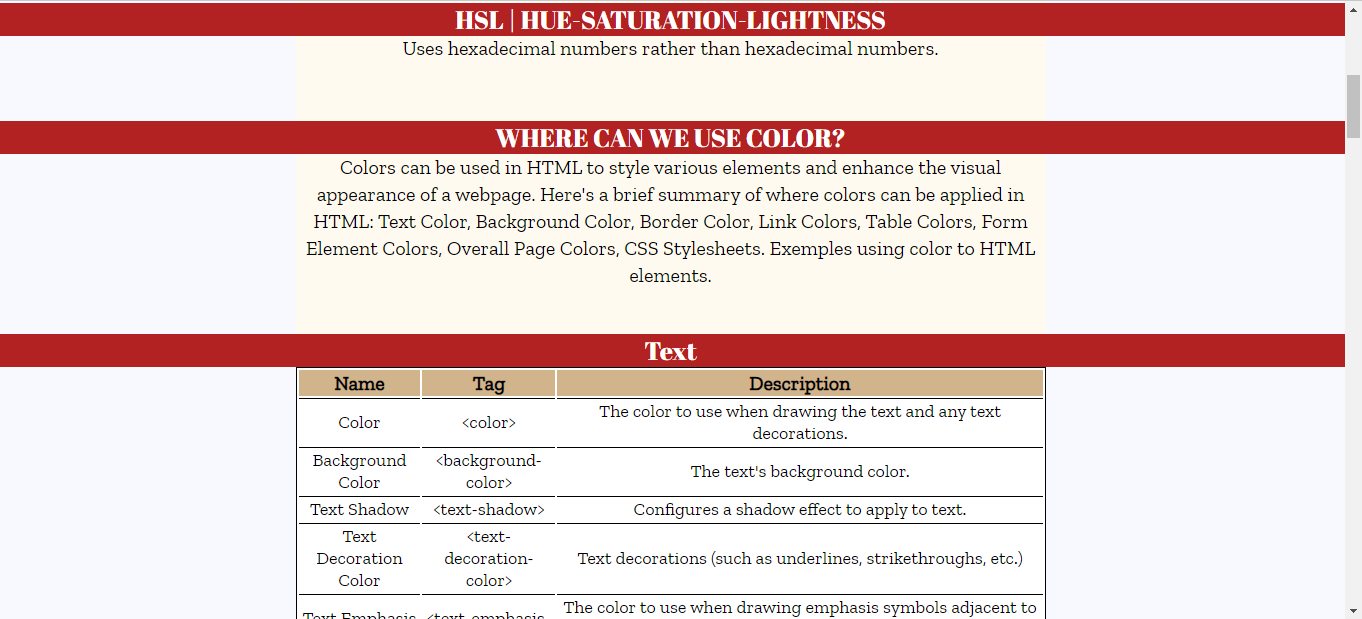 HSL | HUE-SATURATION-LIGHTNESS
Uses hexadecimal numbers rather than hexadecimal numbers.
WHERE CAN WE USE COLOR?
Colors can be used in HTML to style various elements and enhance the visual
appearance of a webpage. Here's a brief summary of where colors can be applied in
HTML: Text Color, Background Color, Border Color, Link Colors, Table Colors, Form
Element Colors, Overall Page Colors, CSS Stylesheets. Exemples using color to HTML
elements.
Text
Name Tag Description
Color <color> The color to use when drawing the text and any text
decorations.
Background <background-
Color color> The text's background color.
Text Shadow <text-shadow> Configures a shadow effect to apply to text.
Text <text-
Decoration decoration- Text decorations (such as underlines, strikethroughs, etc.)
Color color>
The color to use when drawing emphasis symbols adjacent to
Text Emphasis <text-emphasis